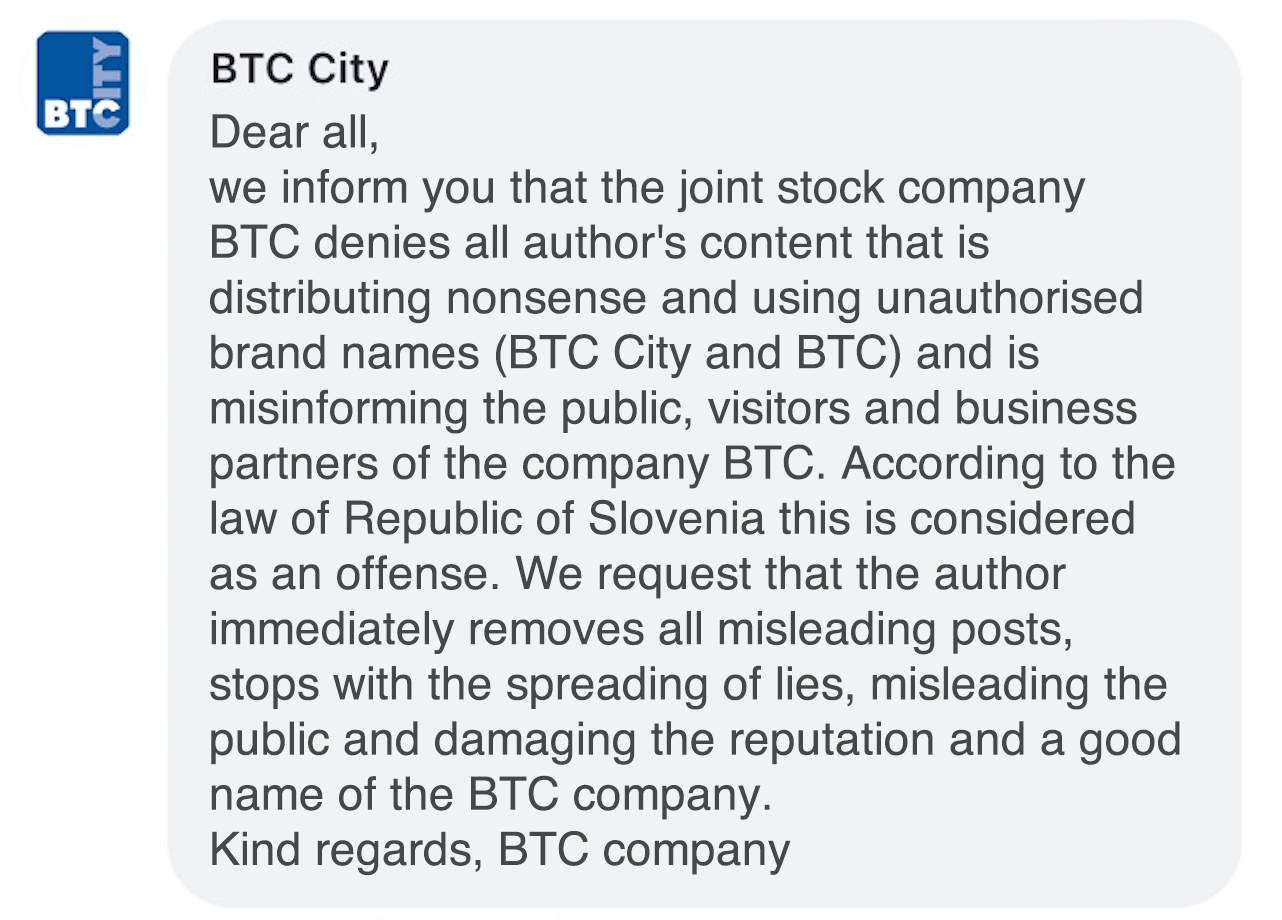 BTC CITY
BTC City
Dear all,
we inform you that the joint stock company
BTC denies all author's content that is
distributing nonsense and using unauthorised
brand names (BTC City and BTC) and is
misinforming the public, visitors and business
partners of the company BTC. According to the
law of Republic of Slovenia this is considered
as an offense. We request that the author
immediately removes all misleading posts,
stops with the spreading of lies, misleading the
public and damaging the reputation and a good
name of the BTC company.
Kind regards, BTC company